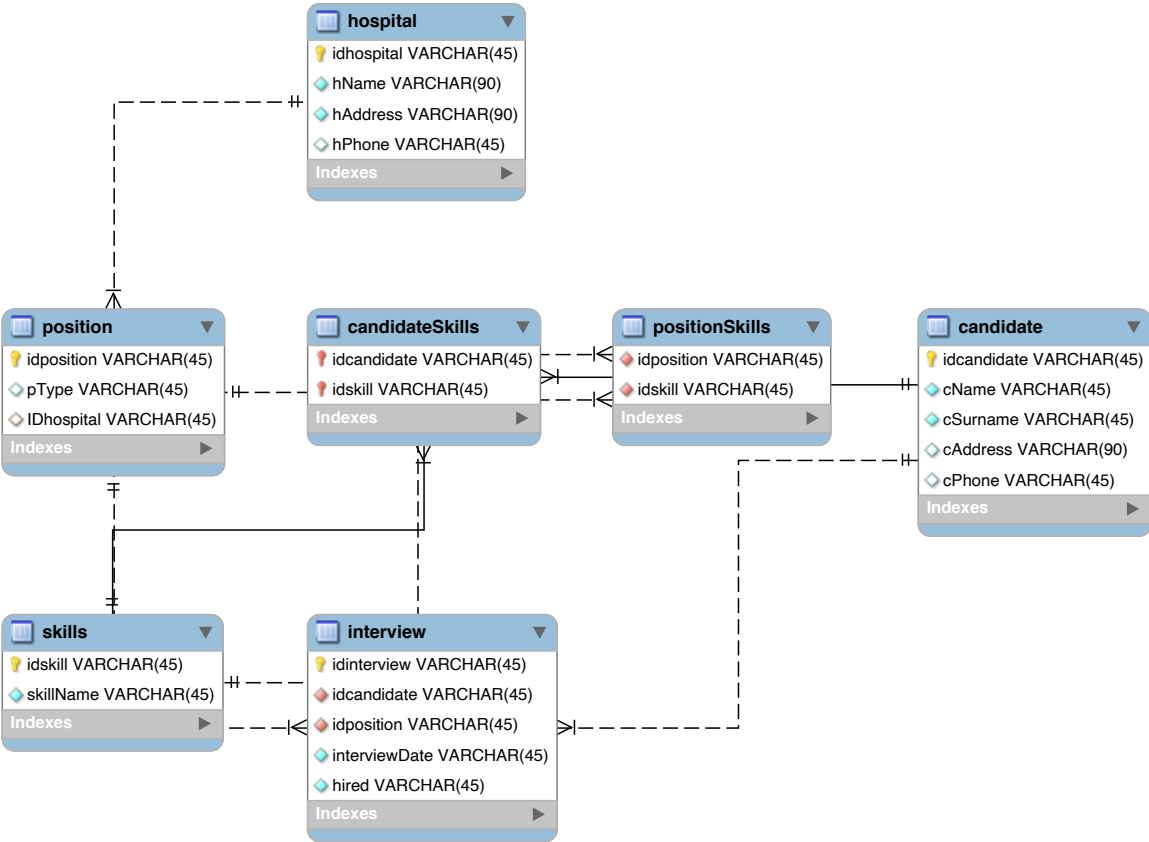 hospital
idhospital VARCHAR(45)
hName VARCHAR(90)
hAddress VARCHAR(90)
hPhone VARCHAR(45)
Indexes
position
idposition VARCHAR(45)
pType VARCHAR(45)
IDhospital VARCHAR(45)
Indexes
candidateSkills
idcandidate VARCHAR(45)
idskill VARCHAR(45)
Indexes
positionSkills
idposition VARCHAR(45)
idskill VARCHAR(45)
Indexes
candidate
idcandidate VARCHAR(45)
cName VARCHAR(45)
cSurname VARCHAR(45)
cAddress VARCHAR(90)
cPhone VARCHAR(45)
Indexes
skills
idskill VARCHAR(45)
skillName VARCHAR(45)
Indexes
interview
idinterview VARCHAR(45)
idcandidate VARCHAR(45)
idposition VARCHAR(45)
interviewDate VARCHAR(45)
hired VARCHAR(45)
Indexes